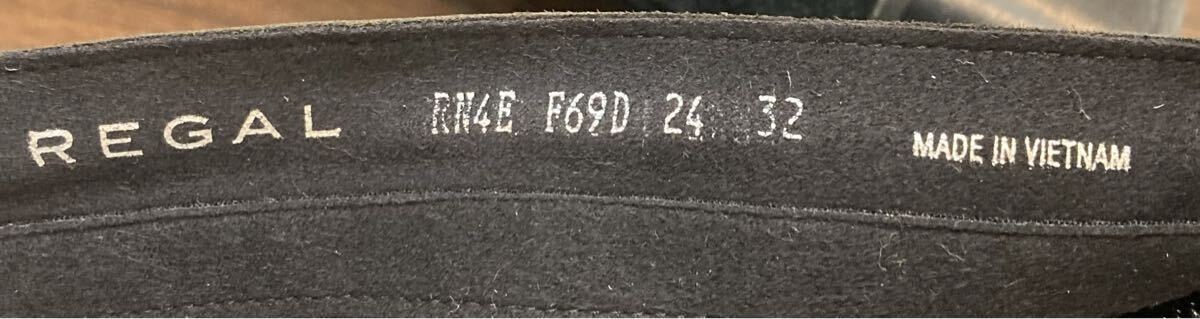 REGAL RN4E F69D 24 32 MADE IN VIETNAM